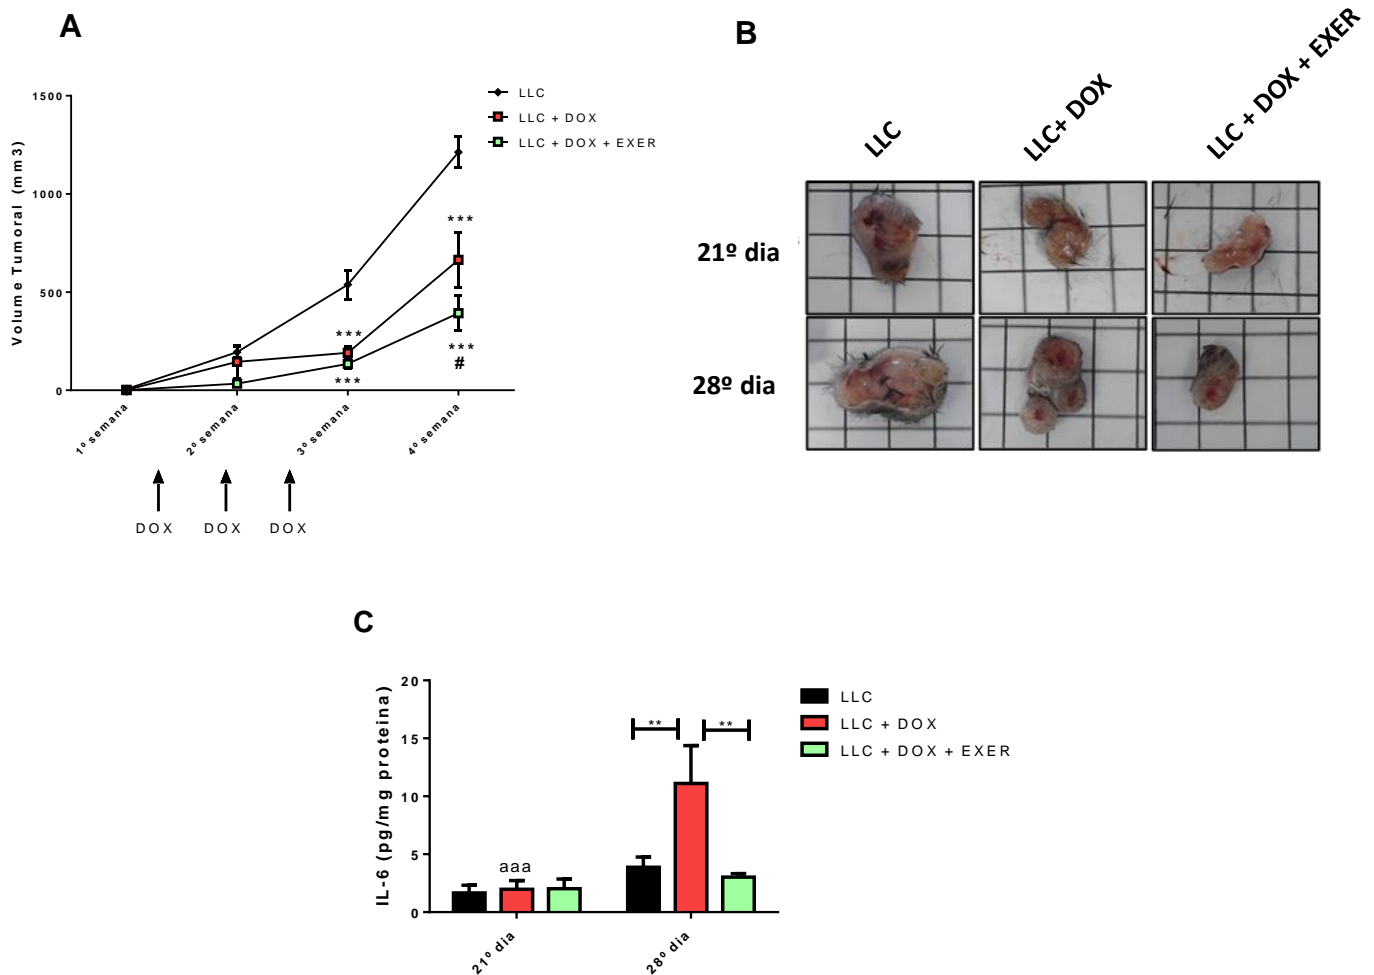 A
1500
1000
500
0
Volume Tumoral (mm3)
LLC
LLC + DOX
LLC + DOX + EXER
***
***
***
#
***
1º semana
2º semana
3º semana
4º semana
DOX
DOX
DOX
B
LLC
LLC+ DOX
LLC + DOX + EXER
21º dia
28º dia
C
20
15
10
5
0
IL-6 (pg/mg proteina)
aaa
**
**
21º dia
28º dia
LLC
LLC + DOX
LLC + DOX + EXER